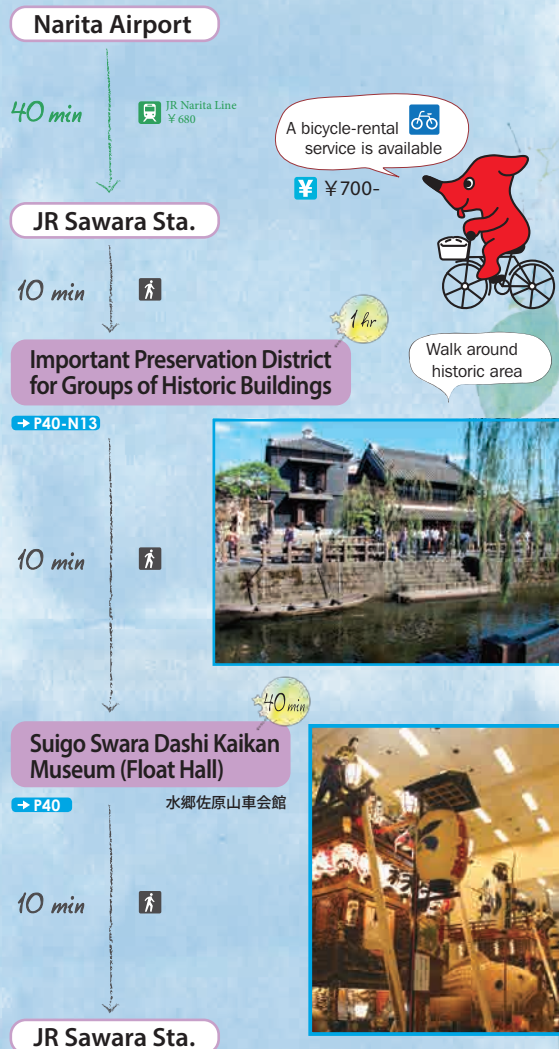 Narita Airport
40 min
JR Narita Line
￥680
A bicycle-rental
service is available
¥ ￥700-
JR Sawara Sta.
10 min
1 hr
Important Preservation District
for Groups of Historic Buildings
Walk around
historic area
→ P40-N13
10 min
40 min
Suigo Swara Dashi Kaikan
Museum (Float Hall)
→ P40
水郷佐原山車会館
10 min
JR Sawara Sta.